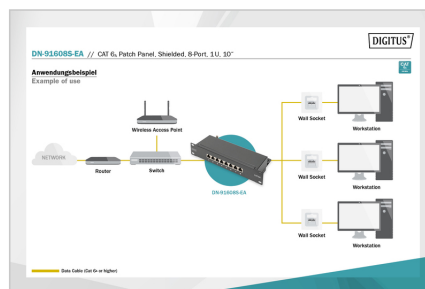 DIGITUS®
DN-91608S-EA // CAT 6A Patch Panel, Shielded, 8-Port, 1U, 10"
Anwendungsbeispiel
Example of use
CAT
Wireless Access Point
NETWORK
Router
Switch
DN-91608S-EA
Wall Socket
Workstation
Wall Socket
Workstation
Wall Socket
Workstation
Data Cable (Cat 6+ or higher)